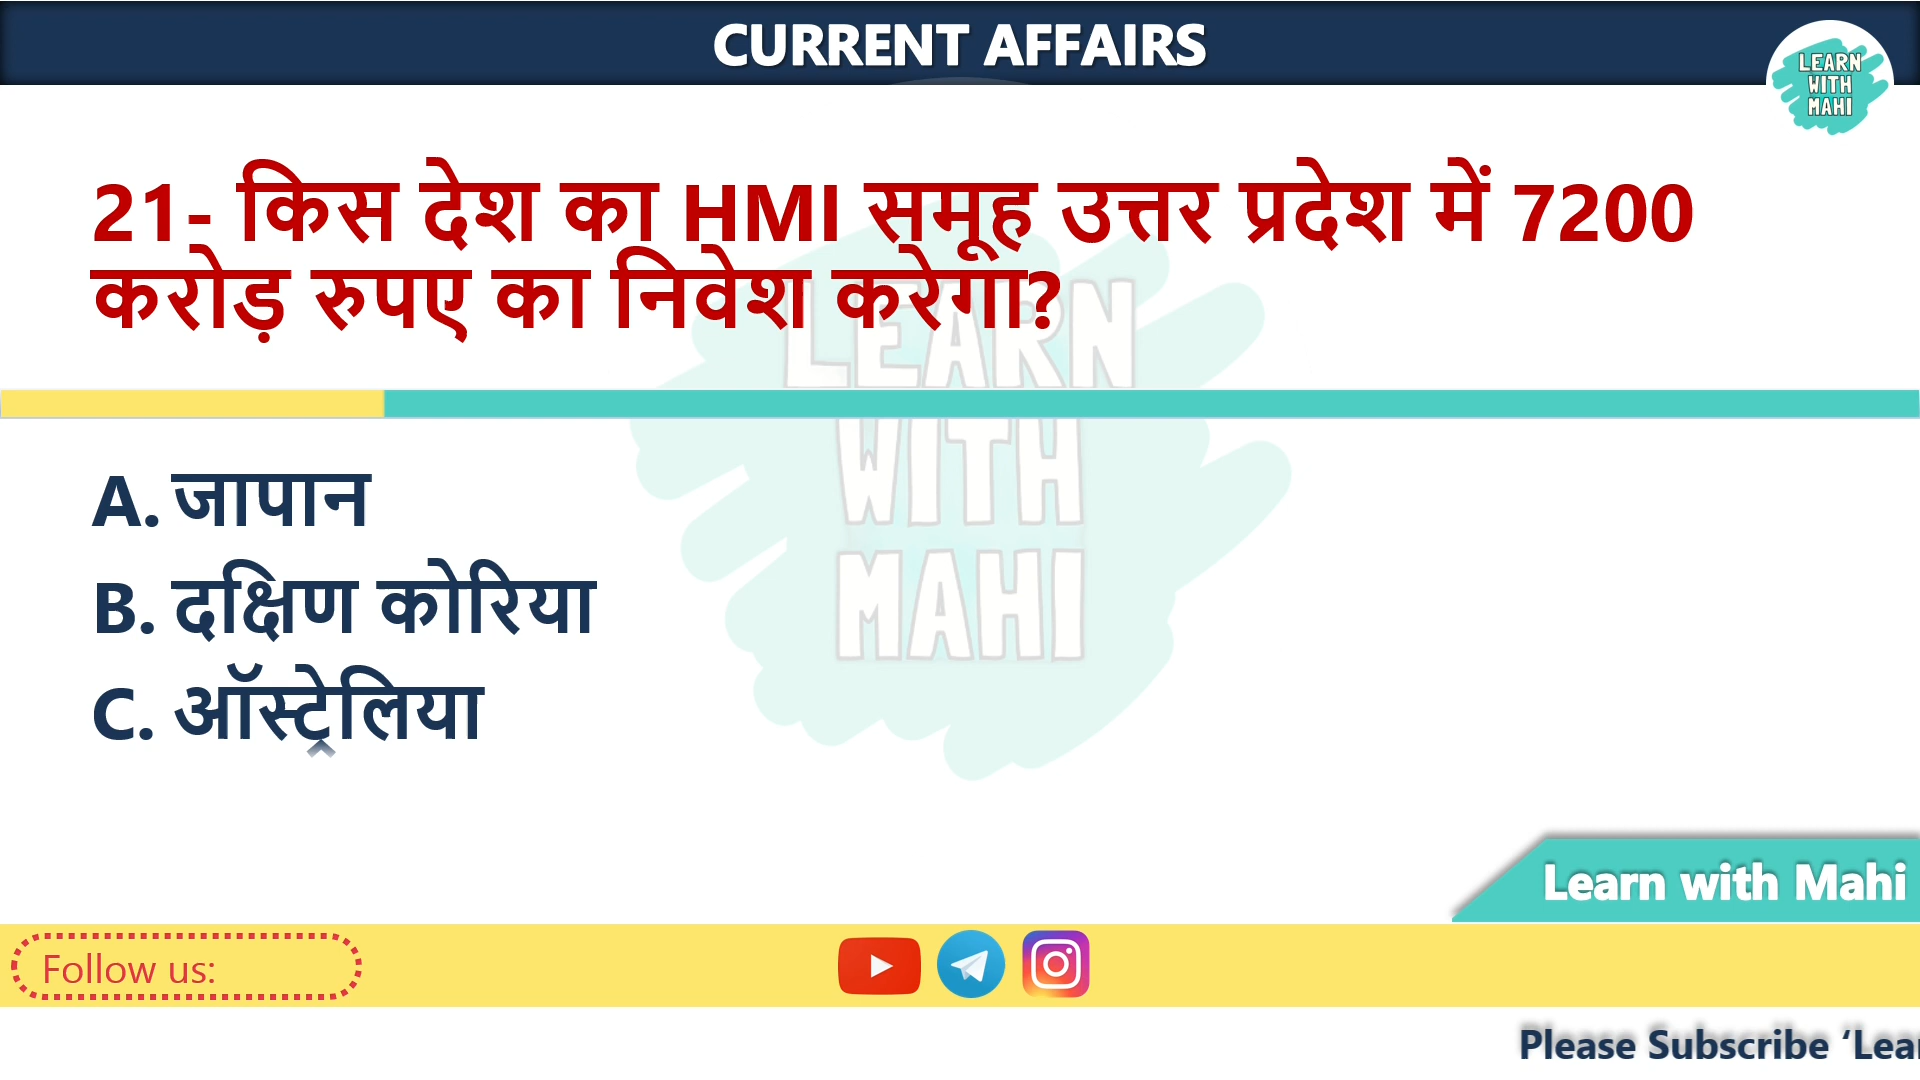 CURRENT AFFAIRS
LEARN
WITH
MAHI
21- किस देश का HMI समूह उत्तर प्रदेश में 7200
करोड़ रुपए का निवेश करेगा?
LEARN
WITH
MAHI
A. जापान
B. दक्षिण कोरिया
C. ऑस्ट्रेलिया
Learn with Mahi
Follow us:
Please Subscribe ‘Lear